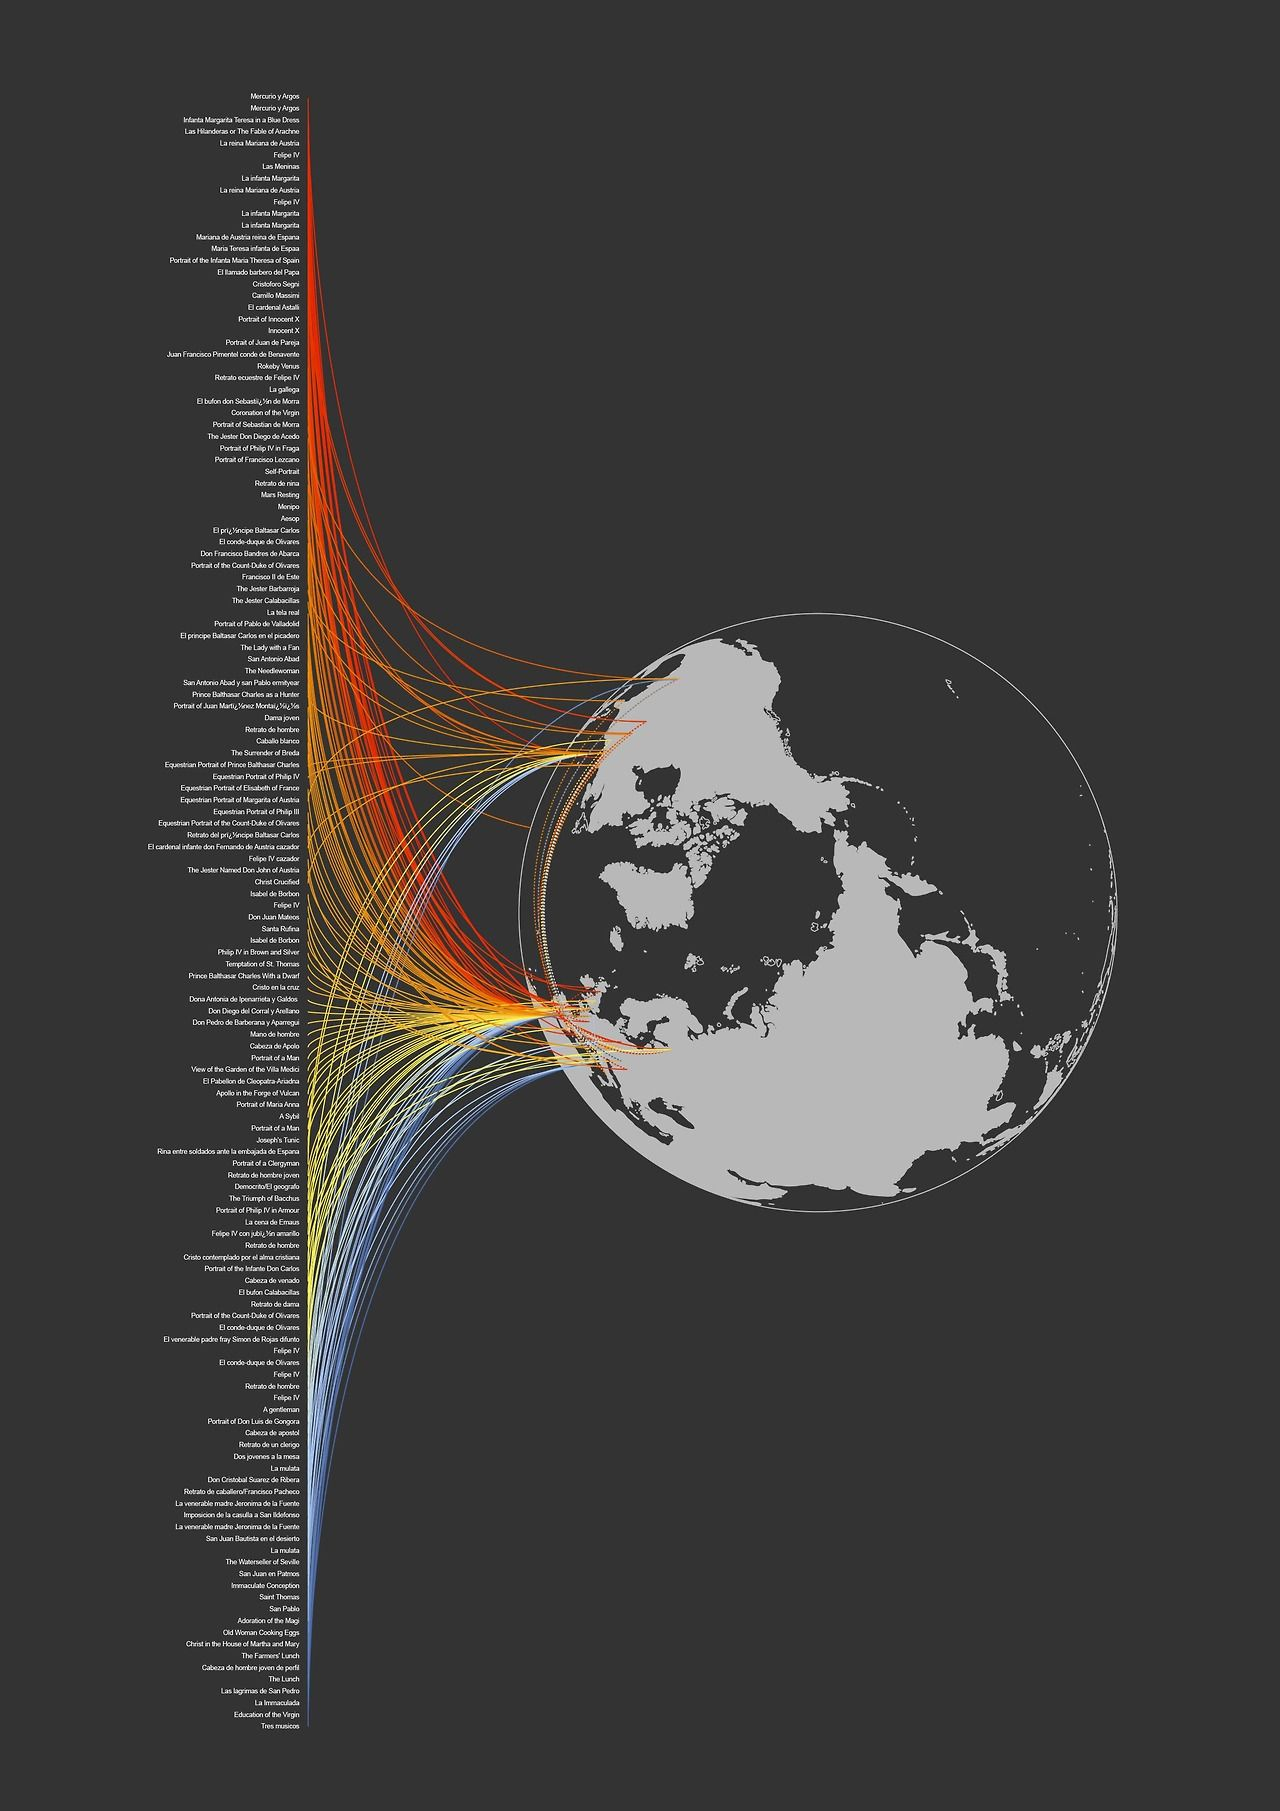 Mercurio y Argos
Mercurio y Argos
Infanta Margarita Teresa in a Blue Dress
Las Hilanderas or The Fable of Arachne
La reina Mariana de Austria
Felipe IV
Las Meninas
La infanta Margarita
La reina Mariana de Austria
Felipe IV
La infanta Margarita
La infanta Margarita
Mariana de Austria reina de Espana
Maria Teresa infanta de Espaa
Portrait of the Infanta Maria Theresa of Spain
El llamado barbero del Papa
Cristoforo Segni
Camillo Massimi
El cardenal Astalli
Portrait of Innocent X
Innocent X
Portrait of Juan de Pareja
Juan Francisco Pimentel conde de Benavente
Rokeby Venus
Retrato ecuestre de Felipe IV
La gallega
El bufon don Sebastiï¿½n de Morra
Coronation of the Virgin
Portrait of Sebastian de Morra
The Jester Don Diego de Acedo
Portrait of Philip IV in Fraga
Portrait of Francisco Lezcano
Self-Portrait
Retrato de nina
Mars Resting
Menipo
Aesop
El prï¿½ncipe Baltasar Carlos
El conde-duque de Olivares
Don Francisco Bandres de Abarca
Portrait of the Count-Duke of Olivares
Francisco II de Este
The Jester Barbarroja
The Jester Calabacillas
La tela real
Portrait of Pablo de Valladolid
El principe Baltasar Carlos en el picadero
The Lady with a Fan
San Antonio Abad
The Needlewoman
San Antonio Abad y san Pablo ermityear
Prince Balthasar Charles as a Hunter
Portrait of Juan Martï¿½nez Montaï¿½ï¿½s
Dama joven
Retrato de hombre
Caballo blanco
The Surrender of Breda
Equestrian Portrait of Prince Balthasar Charles
Equestrian Portrait of Philip IV
Equestrian Portrait of Elisabeth of France
Equestrian Portrait of Margarita of Austria
Equestrian Portrait of Philip III
Equestrian Portrait of the Count-Duke of Olivares
Retrato del prï¿½ncipe Baltasar Carlos
El cardenal infante don Fernando de Austria cazador
Felipe IV cazador
The Jester Named Don John of Austria
Christ Crucified
Isabel de Borbon
Felipe IV
Don Juan Mateos
Santa Rufina
Isabel de Borbon
Philip IV in Brown and Silver
Temptation of St. Thomas
Prince Balthasar Charles With a Dwarf
Cristo en la cruz
Dona Antonia de Ipenarrieta y Galdos
Don Diego del Corral y Arellano
Don Pedro de Barberana y Aparregui
Mano de hombre
Cabeza de Apolo
Portrait of a Man
View of the Garden of the Villa Medici
El Pabellon de Cleopatra-Ariadna
Apollo in the Forge of Vulcan
Portrait of Maria Anna
A Sybil
Portrait of a Man
Joseph's Tunic
Rina entre soldados ante la embajada de Espana
Portrait of a Clergyman
Retrato de hombre joven
Democrito/El geografo
The Triumph of Bacchus
Portrait of Philip IV in Armour
La cena de Emaus
Felipe IV con jubï¿½n amarillo
Retrato de hombre
Cristo contemplado por el alma cristiana
Portrait of the Infante Don Carlos
Cabeza de venado
El bufon Calabacillas
Retrato de dama
Portrait of the Count-Duke of Olivares
El conde-duque de Olivares
El venerable padre fray Simon de Rojas difunto
Felipe IV
El conde-duque de Olivares
Felipe IV
Retrato de hombre
Felipe IV
A gentleman
Portrait of Don Luis de Gongora
Cabeza de apostol
Retrato de un clerigo
Dos jovenes a la mesa
La mulata
Don Cristobal Suarez de Ribera
Retrato de caballero/Francisco Pacheco
La venerable madre Jeronima de la Fuente
Imposicion de la casulla a San Ildefonso
La venerable madre Jeronima de la Fuente
San Juan Bautista en el desierto
La mulata
The Waterseller of Seville
San Juan en Patmos
Immaculate Conception
Saint Thomas
San Pablo
Adoration of the Magi
Old Woman Cooking Eggs
Christ in the House of Martha and Mary
The Farmers' Lunch
Cabeza de hombre joven de perfil
The Lunch
Las lagrimas de San Pedro
La Immaculada
Education of the Virgin
Tres musicos